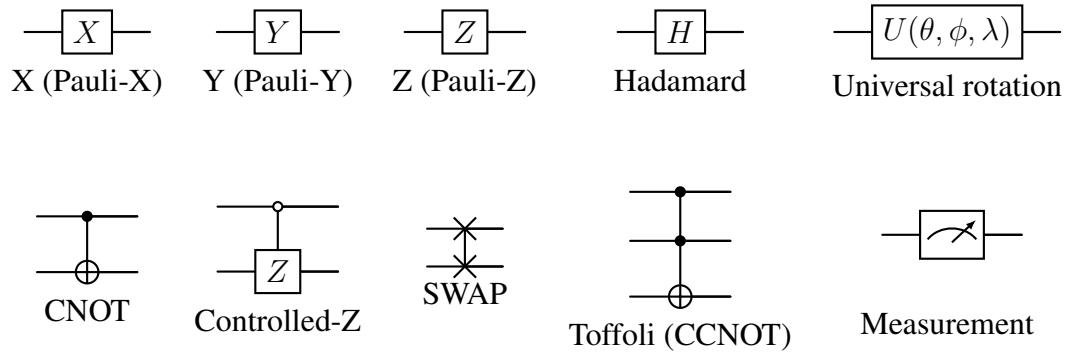 X Y Z H U(θ, ϕ, λ)
X (Pauli-X) Y (Pauli-Y) Z (Pauli-Z) Hadamard Universal rotation
Z
CNOT Controlled-Z SWAP Toffoli (CCNOT) Measurement